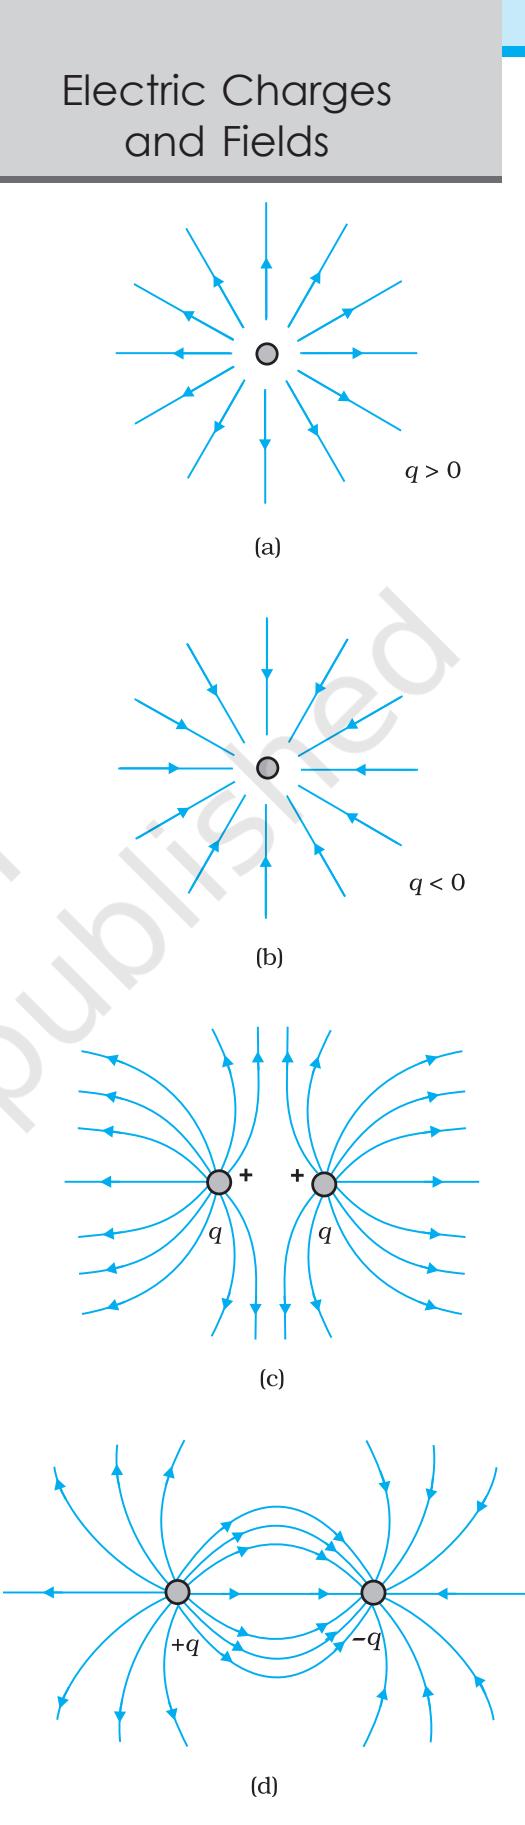 Electric Charges
and Fields
q > 0
(a)
published
q < 0
(b)
+ +
q q
(c)
+q –q
(d)